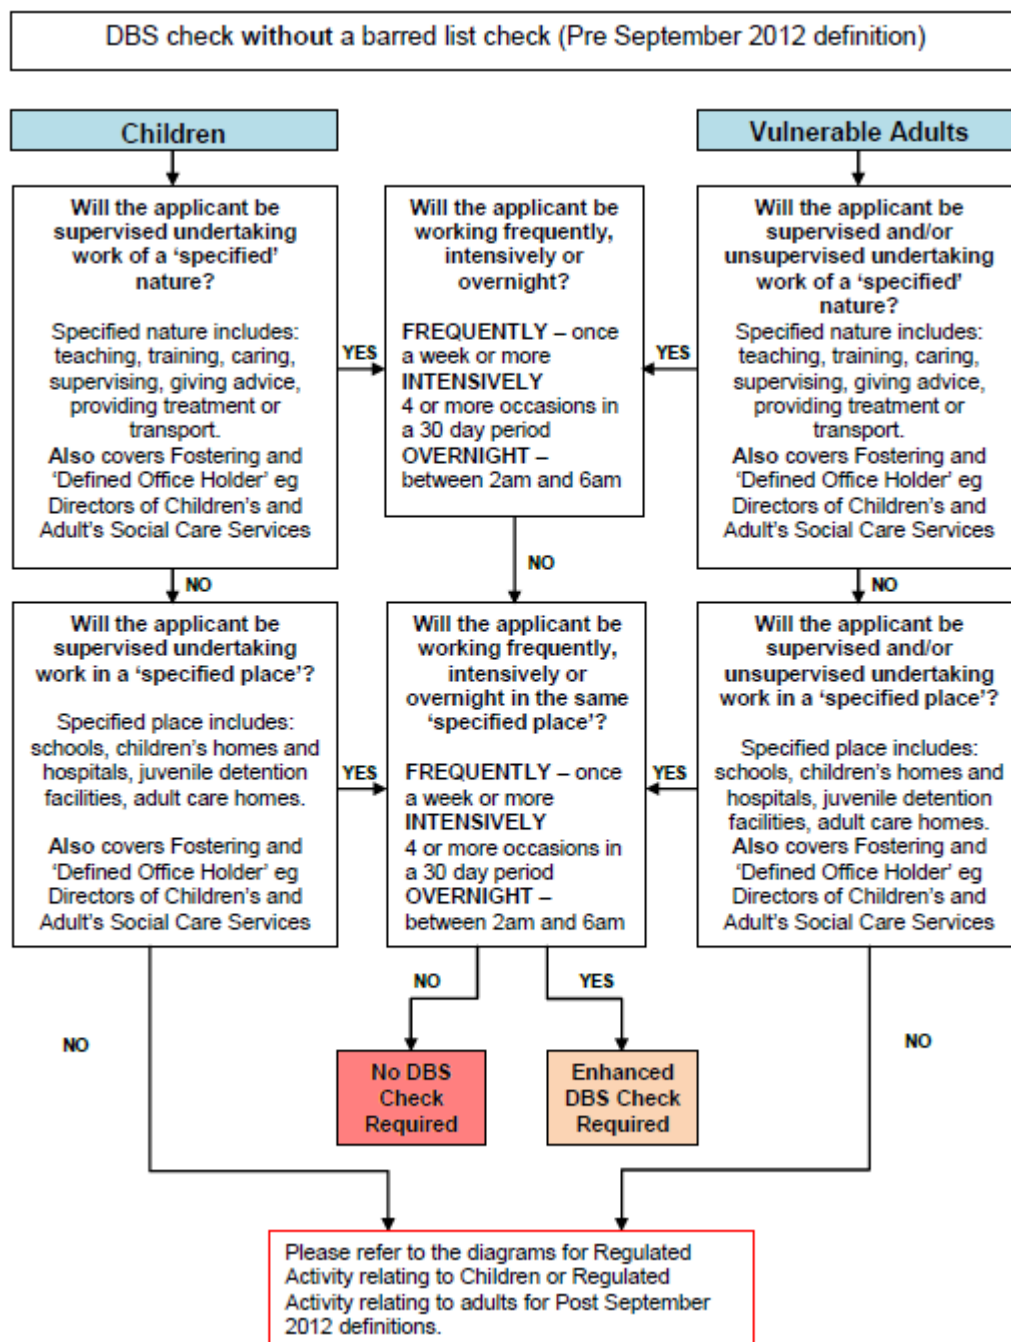 DBS check without a barred list check (Pre September 2012 definition)
Children
Vulnerable Adults
Will the applicant be
supervised undertaking
work of a ‘specified’
nature?
Specified nature includes:
teaching, training, caring,
supervising, giving advice,
providing treatment or
transport.
Also covers Fostering and
‘Defined Office Holder’ eg
Directors of Children’s and
Adult’s Social Care Services
YES
Will the applicant be
working frequently,
intensively or
overnight?
FREQUENTLY – once
a week or more
INTENSIVELY
4 or more occasions in
a 30 day period
OVERNIGHT –
between 2am and 6am
YES
Will the applicant be
supervised and/or
unsupervised undertaking
work of a ‘specified’
nature?
Specified nature includes:
teaching, training, caring,
supervising, giving advice,
providing treatment or
transport.
Also covers Fostering and
‘Defined Office Holder’ eg
Directors of Children’s and
Adult’s Social Care Services
NO
NO
NO
Will the applicant be
supervised undertaking
work in a ‘specified place’?
Specified place includes:
schools, children’s homes and
hospitals, juvenile detention
facilities, adult care homes.
Also covers Fostering and
‘Defined Office Holder’ eg
Directors of Children’s and
Adult’s Social Care Services
YES
Will the applicant be
working frequently,
intensively or
overnight in the same
‘specified place’?
FREQUENTLY – once
a week or more
INTENSIVELY
4 or more occasions in
a 30 day period
OVERNIGHT –
between 2am and 6am
YES
Will the applicant be
supervised and/or
unsupervised undertaking
work in a ‘specified place’?
Specified place includes:
schools, children’s homes and
hospitals, juvenile detention
facilities, adult care homes.
Also covers Fostering and
‘Defined Office Holder’ eg
Directors of Children’s and
Adult’s Social Care Services
NO
YES
NO
NO
No DBS
Check
Required
Enhanced
DBS Check
Required
Please refer to the diagrams for Regulated
Activity relating to Children or Regulated
Activity relating to adults for Post September
2012 definitions.